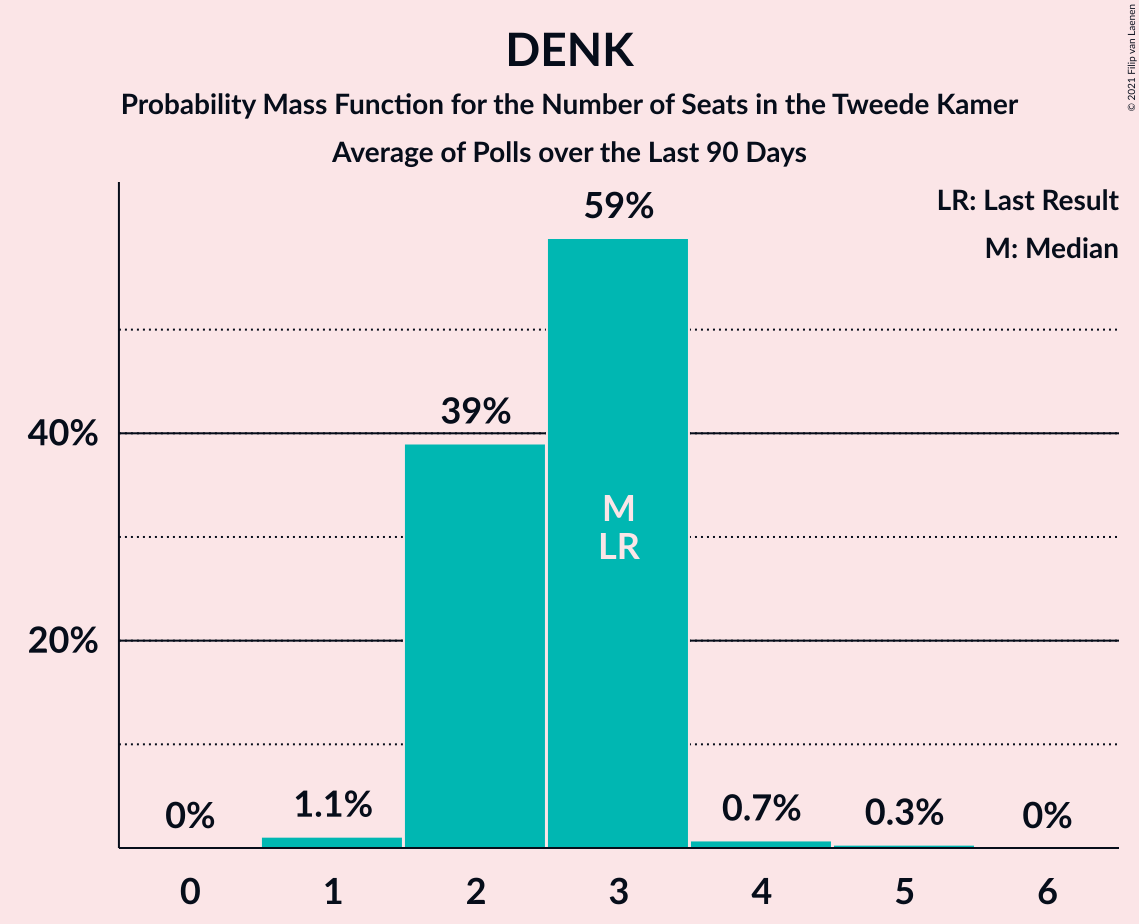 DENK
Probability Mass Function for the Number of Seats in the Tweede Kamer
Average of Polls over the Last 90 Days
© 2021 Filip van Laenen
LR: Last Result
M: Median
59%
39%
40%
M
LR
20%
0%
1.1%
0.7%
0.3%
0%
0 1 2 3 4 5 6